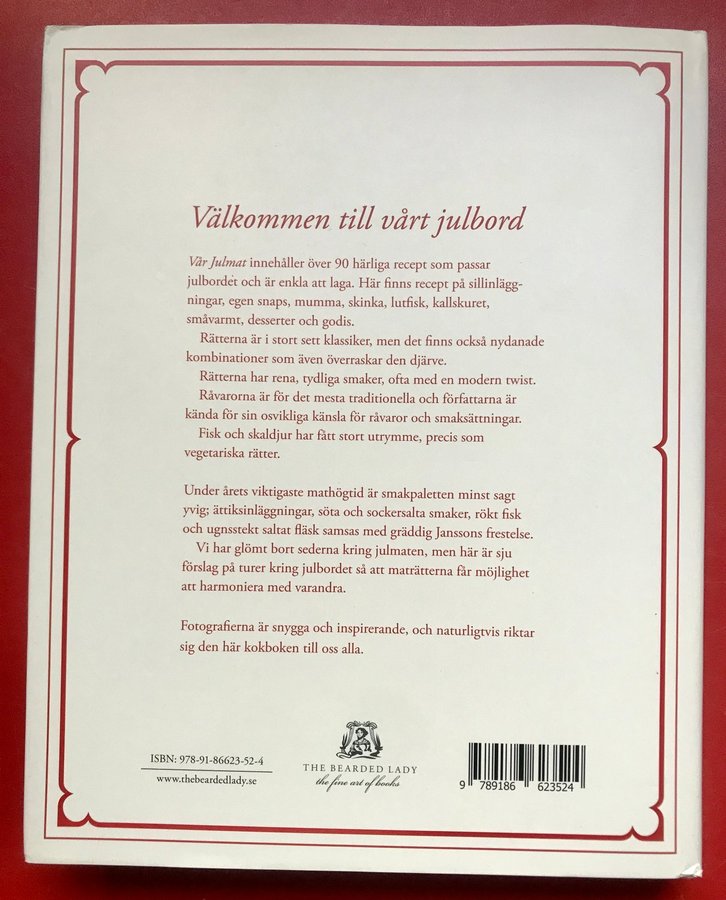 Välkommen till vårt julbord
Vår Julmat innehåller över 90 härliga recept som passar
julbordet och är enkla att laga. Här finns recept på sillinlägg-
ningar, egen snaps, mumma, skinka, lutfisk, kallskuret,
småvarmt, desserter och godis.
Rätterna är i stort sett klassiker, men det finns också nydanade
kombinationer som även överraskar den djärve.
Rätterna har rena, tydliga smaker, ofta med en modern twist.
Råvarorna är för det mesta traditionella och författarna är
kända för sin osvikliga känsla för råvaror och smaksättningar.
Fisk och skaldjur har fått stort utrymme, precis som
vegetariska rätter.
Under årets viktigaste mathögtid är smakpaletten minst sagt
yvig; ättiksinläggningar, söta och sockersalta smaker, rökt fisk
och ugnsstekt saltat fläsk samsas med gräddig Janssons frestelse.
Vi har glömt bort sederna kring julmaten, men här är sju
förslag på turer kring julbordet så att maträtterna får möjlighet
att harmoniera med varandra.
Fotografierna är snygga och inspirerande, och naturligtvis riktar
sig den här kokboken till oss alla.
ISBN: 978-91-86623-52-4
www.thebeardedlady.se
THE BEARDED LADY
the fine art of books
9 789186 623524